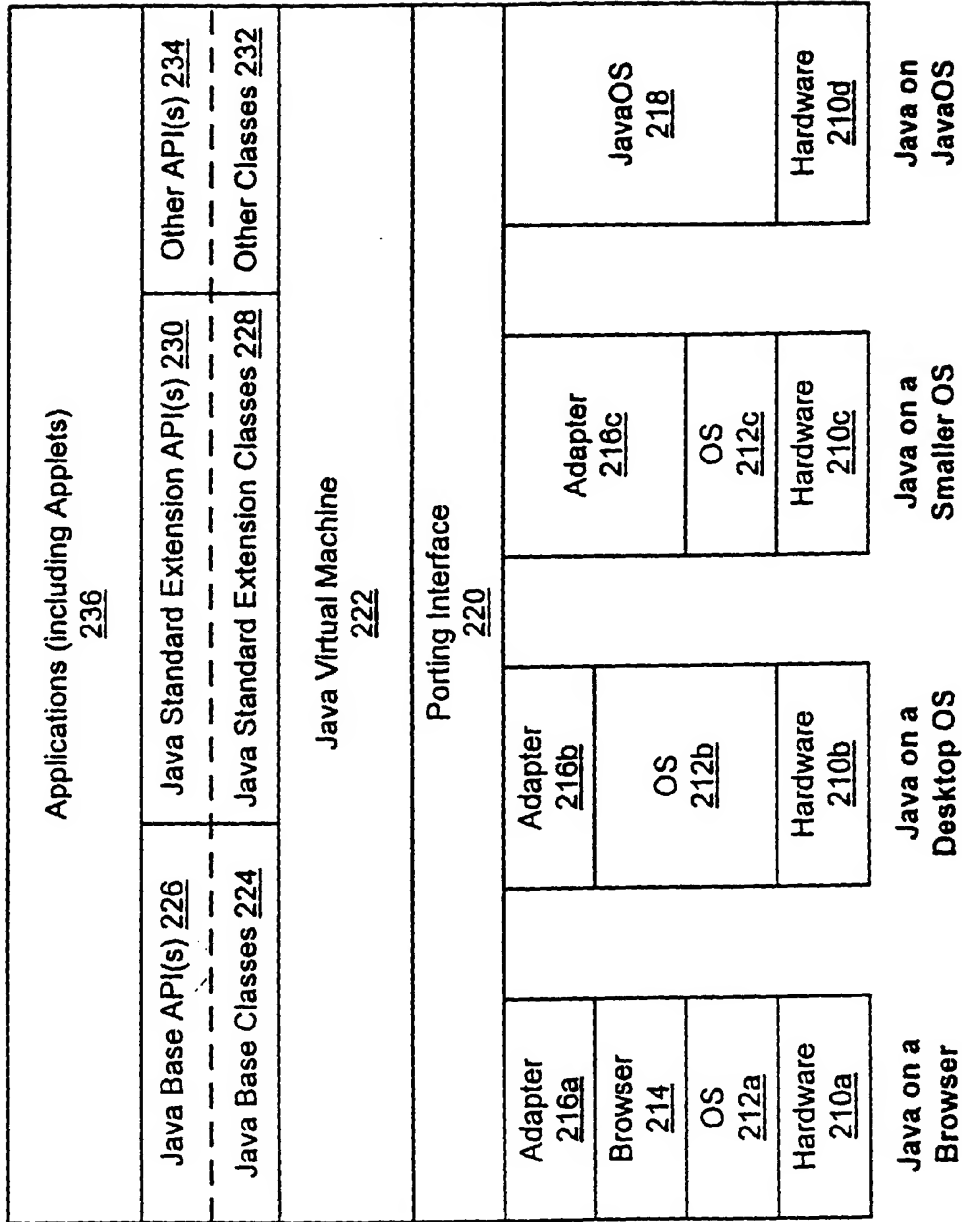 Applications (including Applets)
236
Java Base API(s) 226
Java Standard Extension API(s) 230
Other API(s) 234
Java Base Classes 224
Java Standard Extension Classes 228
Other Classes 232
Java Virtual Machine
222
Porting Interface
220
Adapter
216a
Browser
214
OS
212a
Hardware
210a
Java on a
Browser
Adapter
216b
OS
212b
Hardware
210b
Java on a
Desktop OS
Adapter
216c
OS
212c
Hardware
210c
Java on a
Smaller OS
JavaOS
218
Hardware
210d
Java on
JavaOS